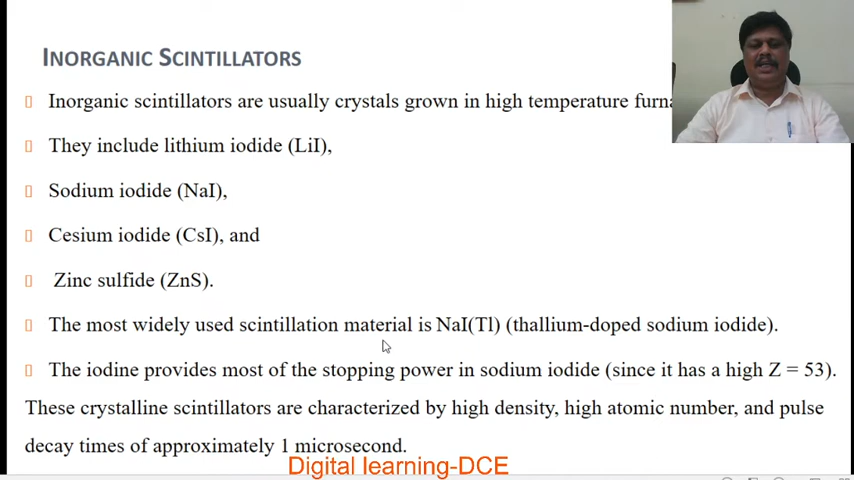 INORGANIC SCINTILLATORS
Inorganic scintillators are usually crystals grown in high temperature
They include lithium iodide (LiI),
Sodium iodide (NaI),
Cesium iodide (CsI), and
Zinc sulfide (ZnS).
The most widely used scintillation material is NaI(Tl) (thallium-doped sodium iodide).
The iodine provides most of the stopping power in sodium iodide (since it has a high Z = 53).
These crystalline scintillators are characterized by high density, high atomic number, and pulse
decay times of approximately 1 microsecond.
Digital learning-DCE